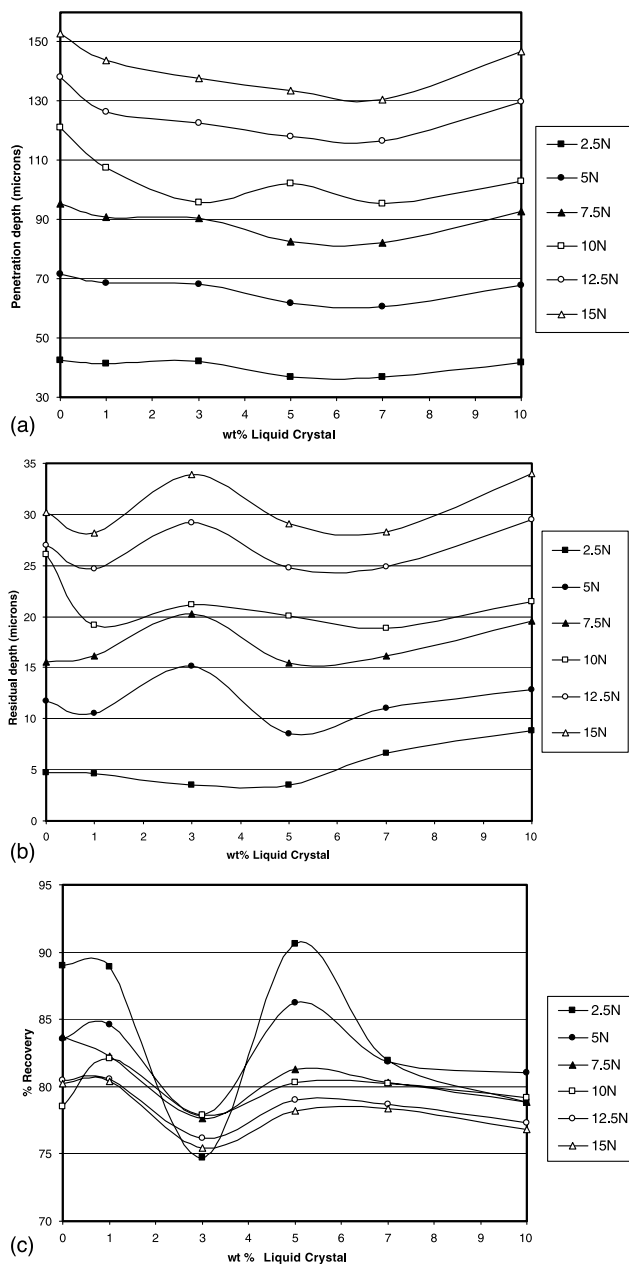 150
130
110
90
70
50
30
Penetration depth (microns)
0 1 2 3 4 5 6 7 8 9 10
wt% Liquid Crystal
(a)
2.5N
5N
7.5N
10N
12.5N
15N
35
30
25
20
15
10
5
0
Residual depth (microns)
0 1 2 3 4 5 6 7 8 9 10
wt% Liquid Crystal
(b)
2.5N
5N
7.5N
10N
12.5N
15N
95
90
85
80
75
70
% Recovery
0 1 2 3 4 5 6 7 8 9 10
wt % Liquid Crystal
(c)
2.5N
5N
7.5N
10N
12.5N
15N